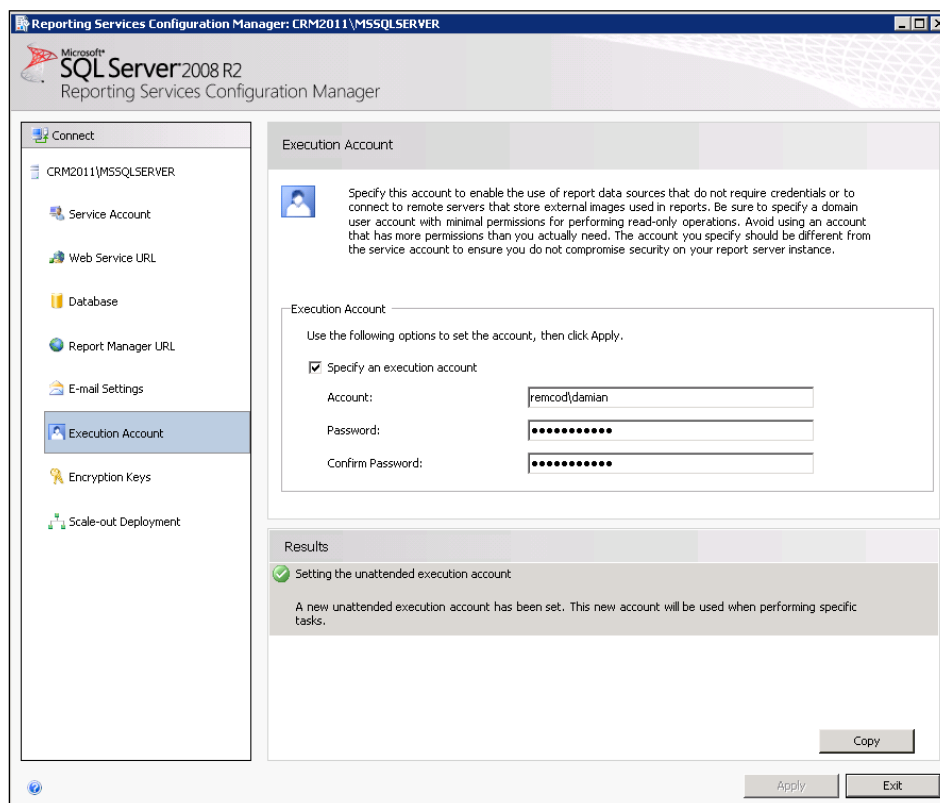 Reporting Services Configuration Manager: CRM2011\MSSQLSERVER
Microsoft®
SQL Server® 2008 R2
Reporting Services Configuration Manager
Connect
CRM2011\MSSQLSERVER
Service Account
Web Service URL
Database
Report Manager URL
E-mail Settings
Execution Account
Encryption Keys
Scale-out Deployment
Execution Account
Specify this account to enable the use of report data sources that do not require credentials or to
connect to remote servers that store external images used in reports. Be sure to specify a domain
user account with minimal permissions for performing read-only operations. Avoid using an account
that has more permissions than you actually need. The account you specify should be different from
the service account to ensure you do not compromise security on your report server instance.
Execution Account
Use the following options to set the account, then click Apply.
Specify an execution account
Account:
remcod\damian
Password:
●●●●●●●●●●●
Confirm Password:
●●●●●●●●●●●
Results
Setting the unattended execution account
A new unattended execution account has been set. This new account will be used when performing specific
tasks.
Copy
Apply
Exit